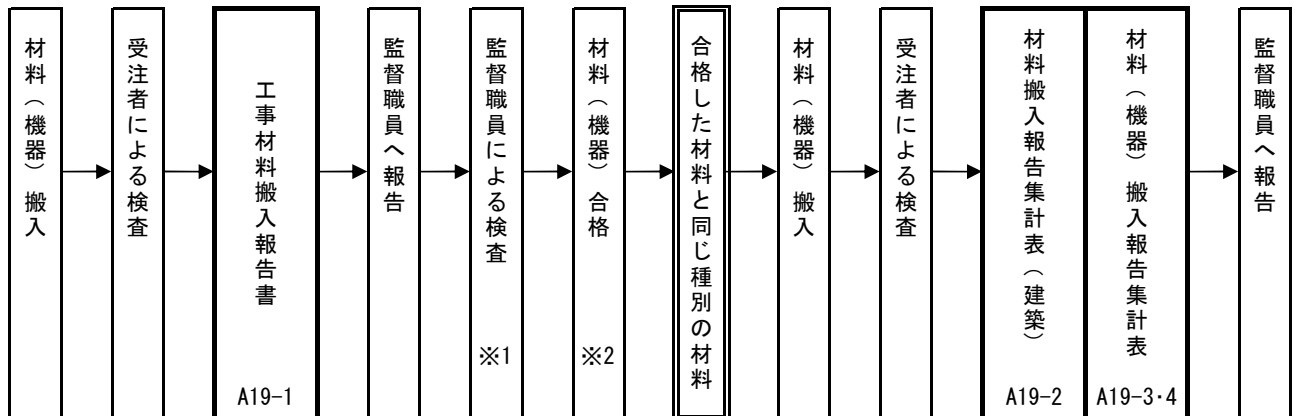 材料（機器）搬入
受注者による検査
工事材料搬入報告書
A19-1
監督職員へ報告
監督職員による検査
※1
材料（機器）合格
※2
合格した材料と同じ種別の材料
材料（機器）搬入
受注者による検査
材料搬入報告集計表（建築）
A19-2
材料（機器）搬入報告集計表
A19-3・4
監督職員へ報告